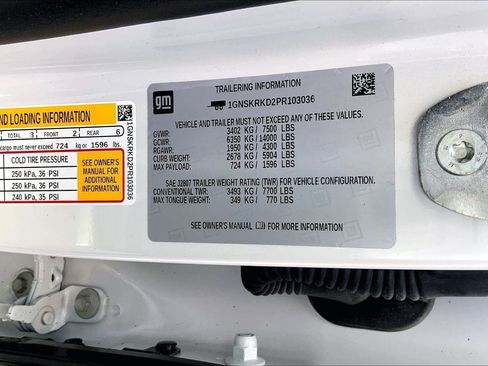 ND LOADING INFORMATION
TOTAL 3 2 REAR 6
cargo must never exceed 724 kg or 1596 lbs.
COLD TIRE PRESSURE
250 kPa, 36 PSI
250 kPa, 36 PSI
240 kPa, 35 PSI
SEE OWNER'S
MANUAL FOR
ADDITIONAL
INFORMATION
1GNSKRKD2PR103036
gm
TRAILERING INFORMATION
1GNSKRKD2PR103036
VEHICLE AND TRAILER MUST NOT EXCEED ANY OF THESE VALUES.
GVWR: 3402 KG / 7500 LBS
GCWR: 6350 KG / 14000 LBS
RGAWR: 1950 KG / 4300 LBS
CURB WEIGHT: 2678 KG / 5904 LBS
MAX PAYLOAD: 724 KG / 1596 LBS
SAE J2807 TRAILER WEIGHT RATING (TWR) FOR VEHICLE CONFIGURATION.
CONVENTIONAL TWR: 3493 KG / 7700 LBS
MAX TONGUE WEIGHT: 349 KG / 770 LBS
SEE OWNER'S MANUAL FOR MORE INFORMATION